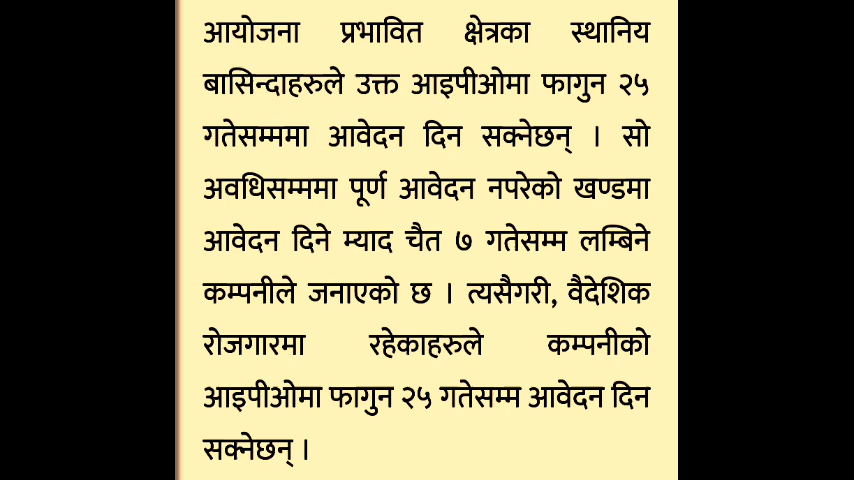 आयोजना प्रभावित क्षेत्रका स्थानिय
बासिन्दाहरुले उक्त आइपीओमा फागुन २५
गतेसम्ममा आवेदन दिन सक्नेछन् । सो
अवधिसम्ममा पूर्ण आवेदन नपरेको खण्डमा
आवेदन दिने म्याद चैत ७ गतेसम्म लम्बिने
कम्पनीले जनाएको छ । त्यसैगरी, वैदेशिक
रोजगारमा रहेकाहरुले कम्पनीको
आइपीओमा फागुन २५ गतेसम्म आवेदन दिन
सक्नेछन् ।